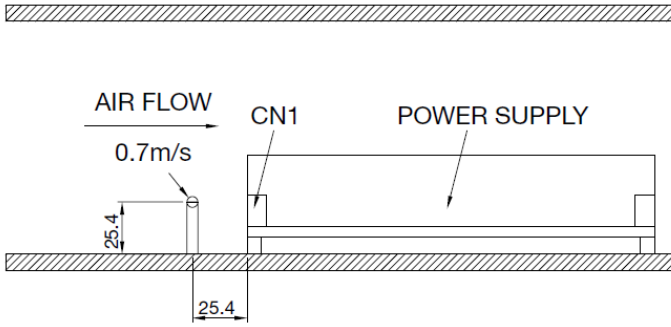 AIR FLOW
0.7m/s
CN1
POWER SUPPLY
25.4
25.4